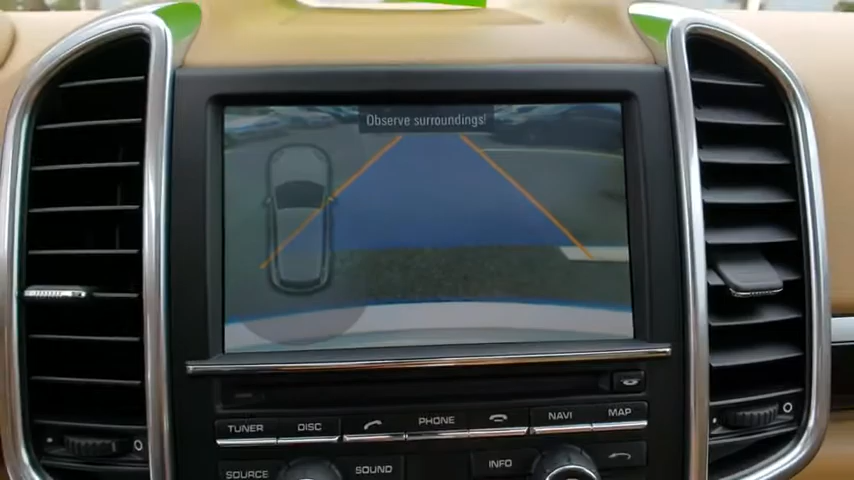 Observe surroundings!
TUNER DISC PHONE NAVI MAP
SOURCE SOUND INFO